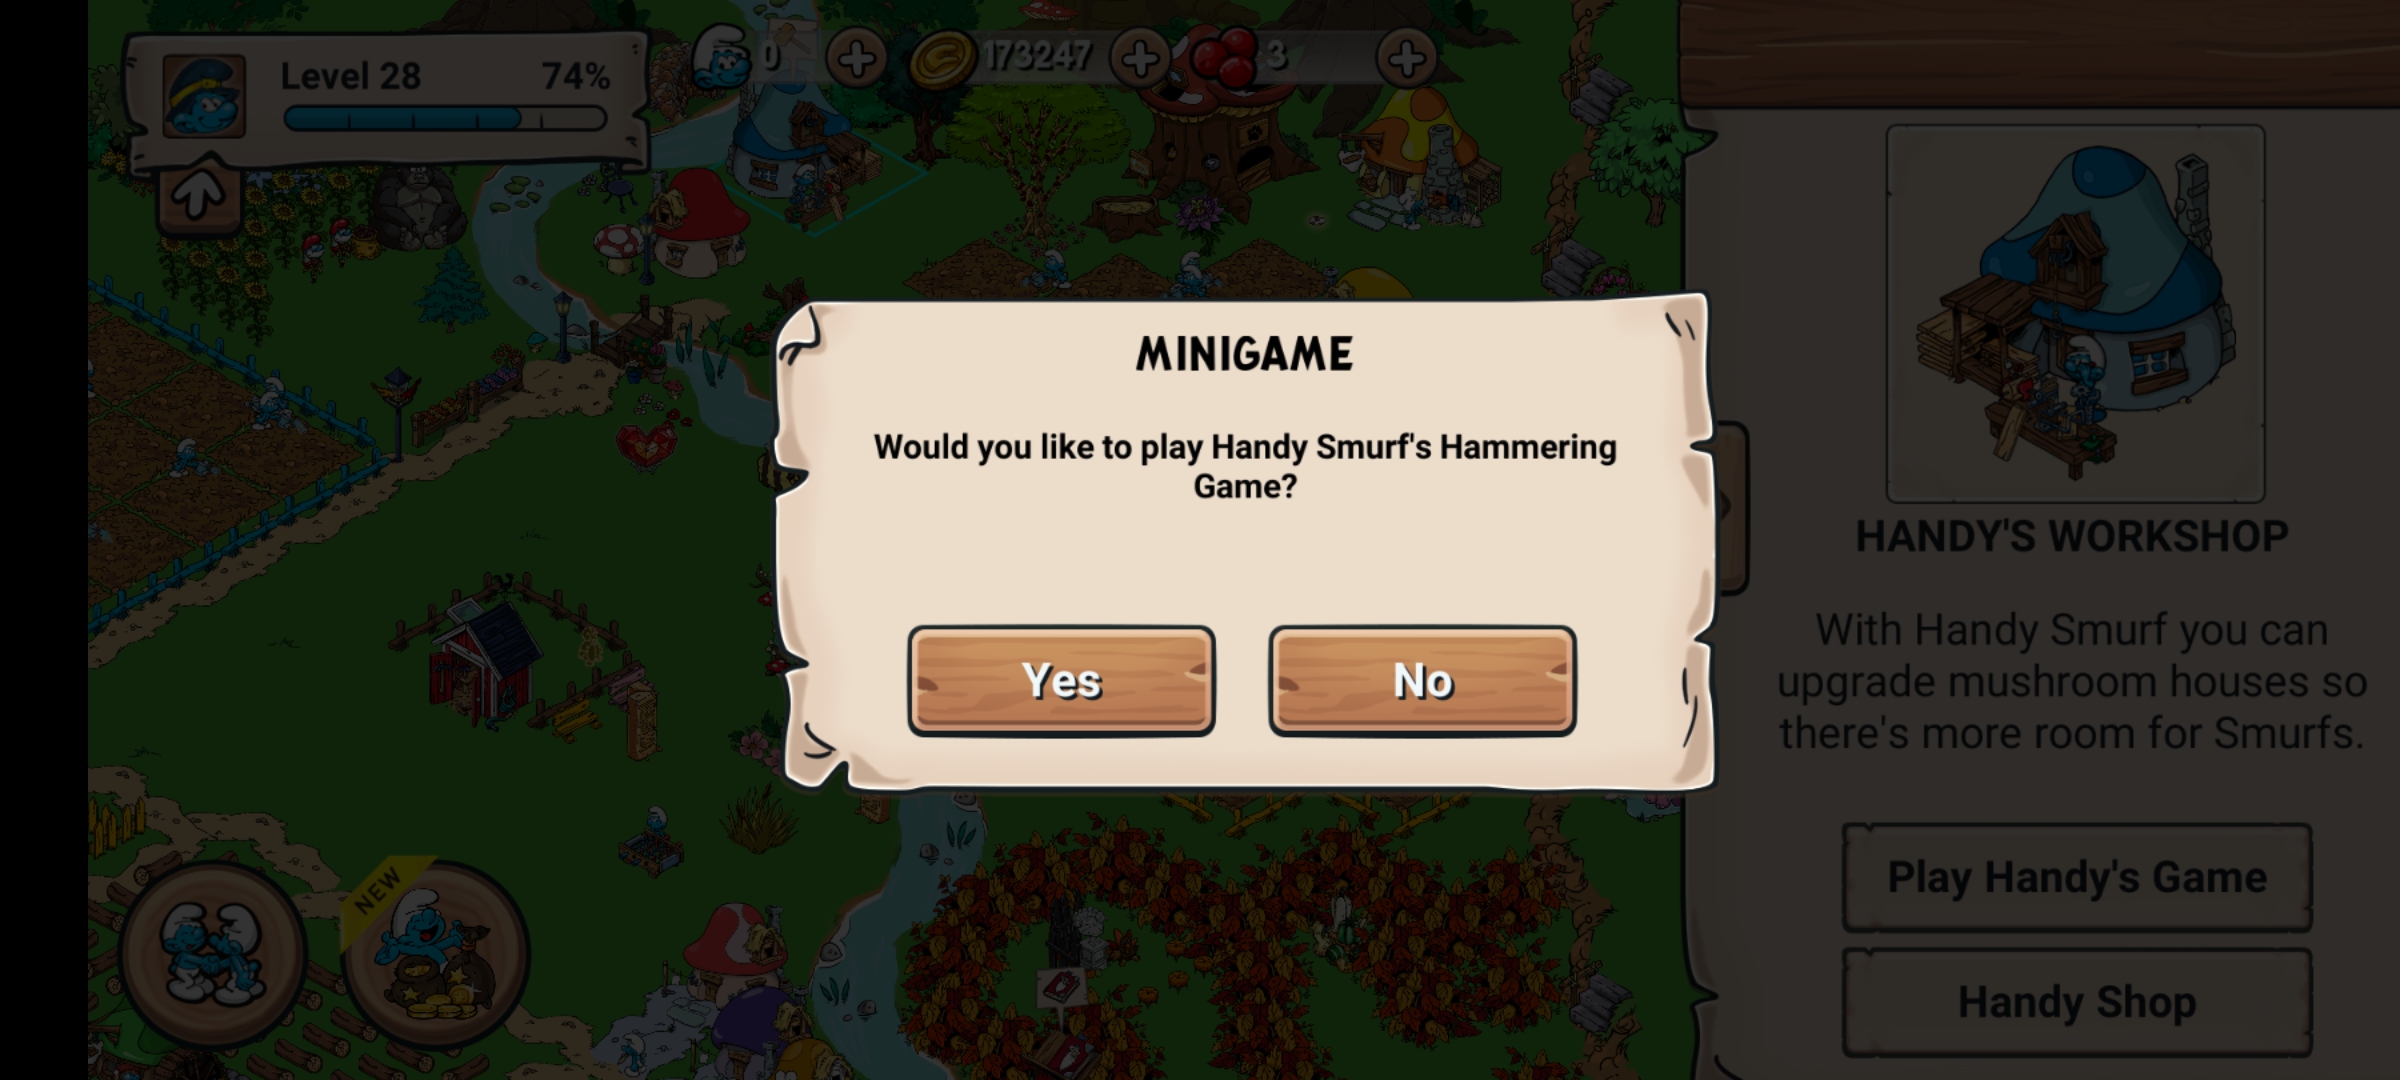 Level 28
74%
0
173247
3
MINIGAME
Would you like to play Handy Smurf's Hammering
Game?
Yes
No
HANDY'S WORKSHOP
With Handy Smurf you can
upgrade mushroom houses so
there's more room for Smurfs.
Play Handy's Game
Handy Shop
NEW